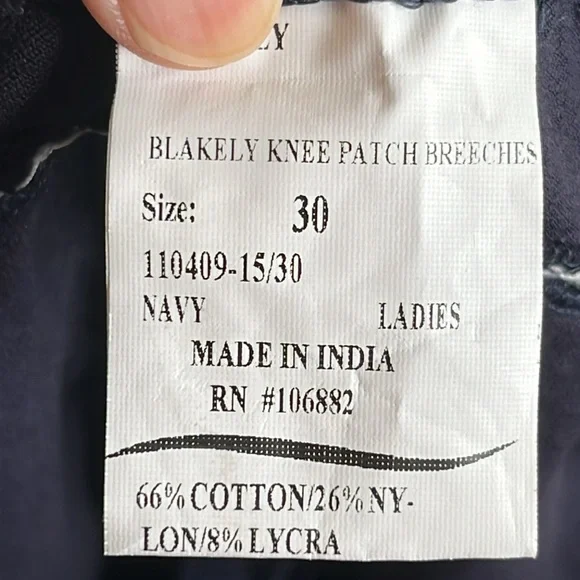 BLAKELY KNEE PATCH BREECHES
Size: 30
110409-15/30
NAVY LADIES
MADE IN INDIA
RN #106882
66% COTTON/26% NY-
LON/8% LYCRA